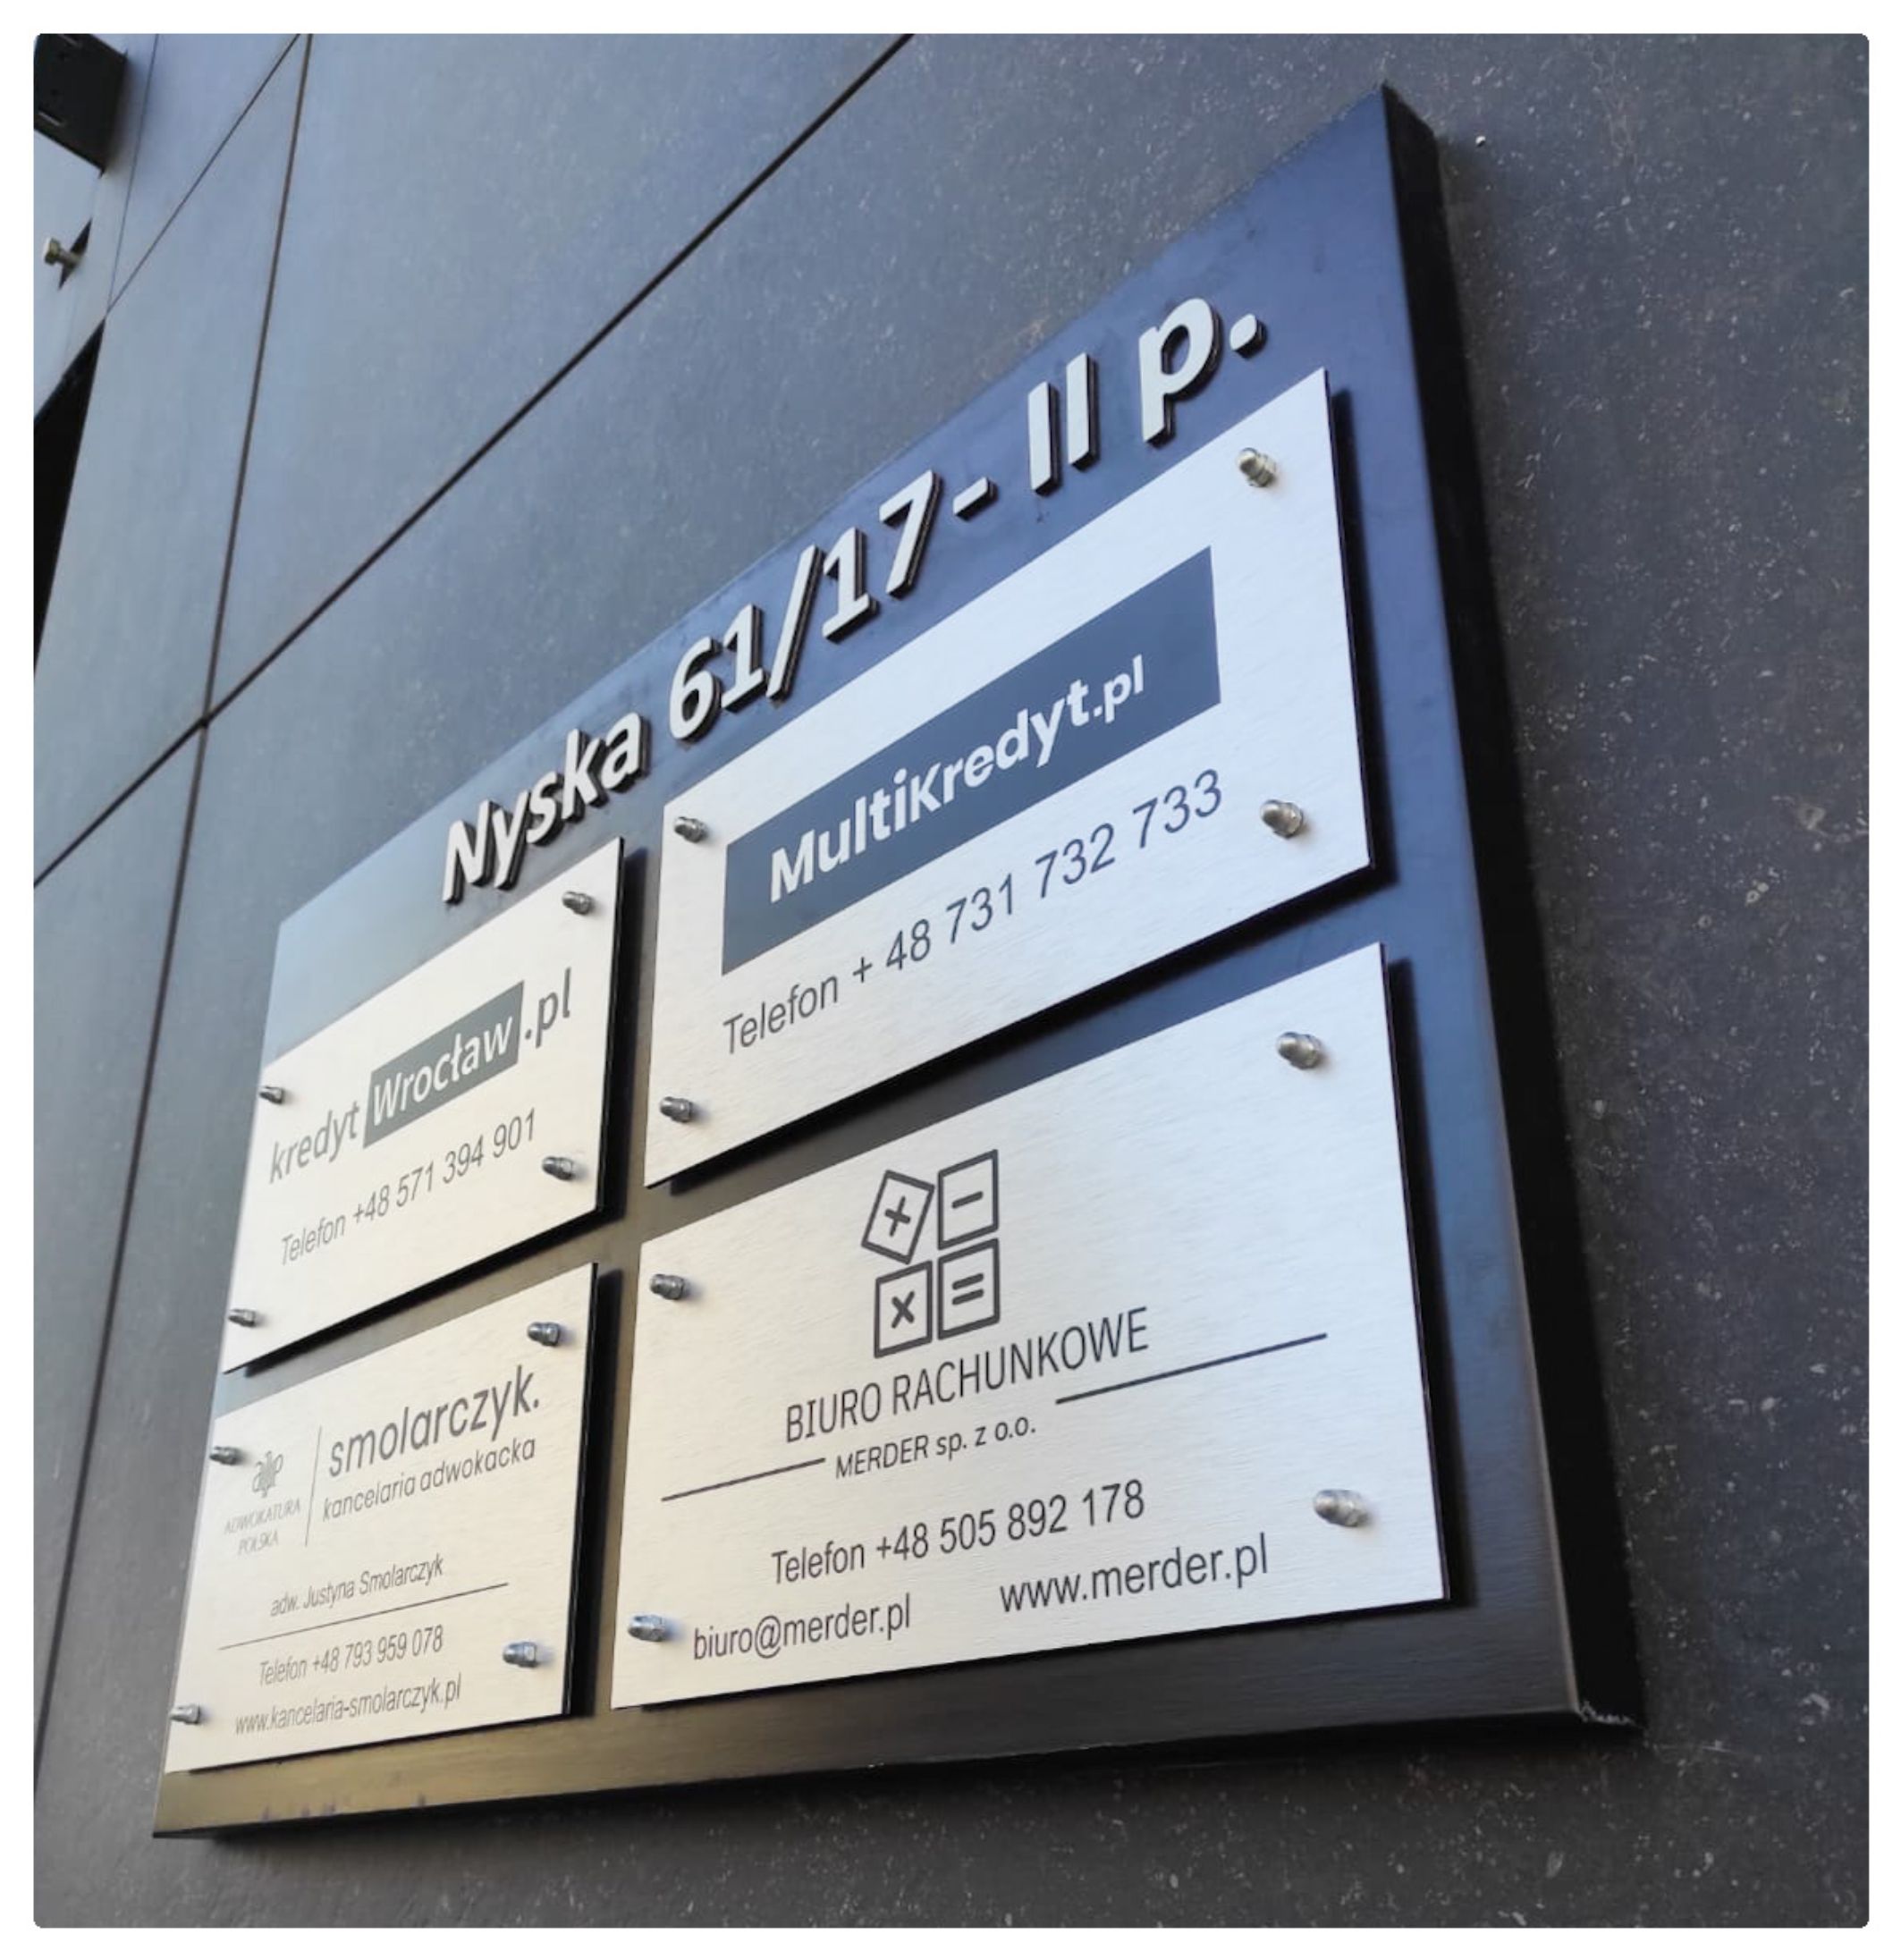 Nyska 61/17- II p.
kredyt Wrocław.pl
Telefon +48 571 394 901
MultiKredyt.pl
Telefon + 48 731 732 733
smolarczyk.
kancelaria adwokacka
ADWOKATURA
POLSKA
adw. Justyna Smolarczyk
Telefon +48 793 959 078
www.kancelaria-smolarczyk.pl
BIURO RACHUNKOWE
MERDER sp. z o.o.
Telefon +48 505 892 178
biuro@merder.pl www.merder.pl